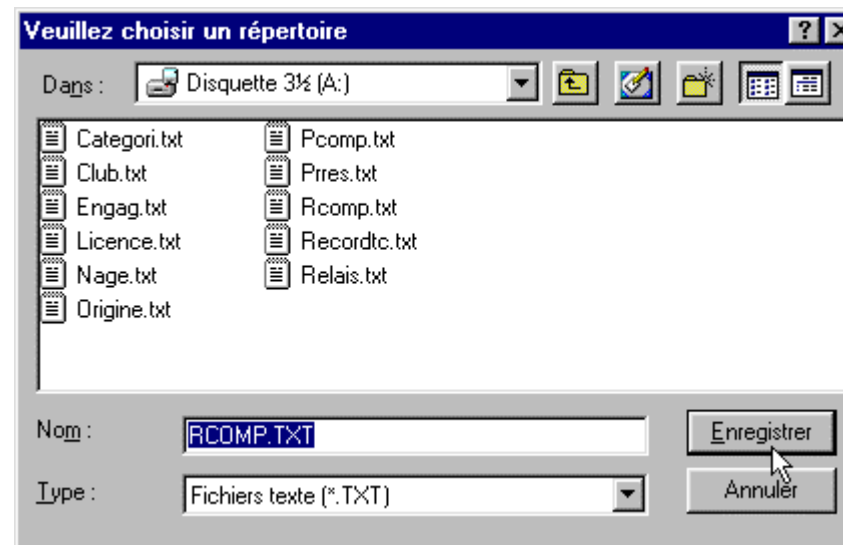 Veuillez choisir un répertoire
Dans : Disquette 3½ (A:)
Categori.txt Pcomp.txt
Club.txt Prres.txt
Engag.txt Rcomp.txt
Licence.txt Recordtc.txt
Nage.txt Relais.txt
Origine.txt
Nom : RCOMP.TXT Enregistrer
Type : Fichiers texte (*.TXT) Annuler